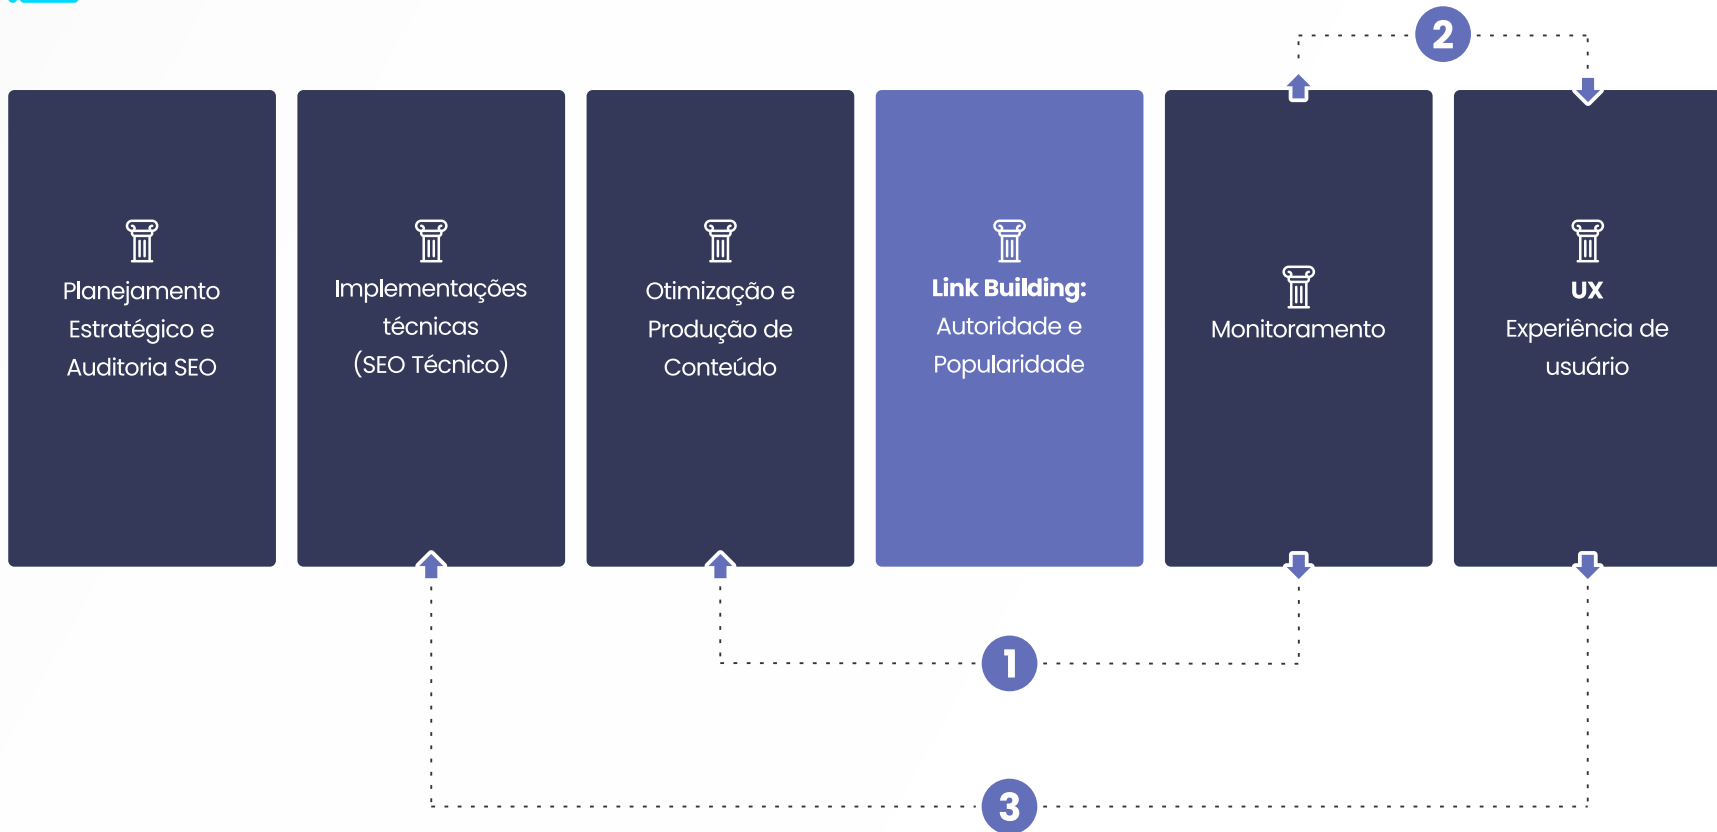 2
Planejamento
Estratégico e
Auditoria SEO
Implementações
técnicas
(SEO Técnico)
Otimização e
Produção de
Conteúdo
Link Building:
Autoridade e
Popularidade
Monitoramento
UX
Experiência de
usuário
1
3